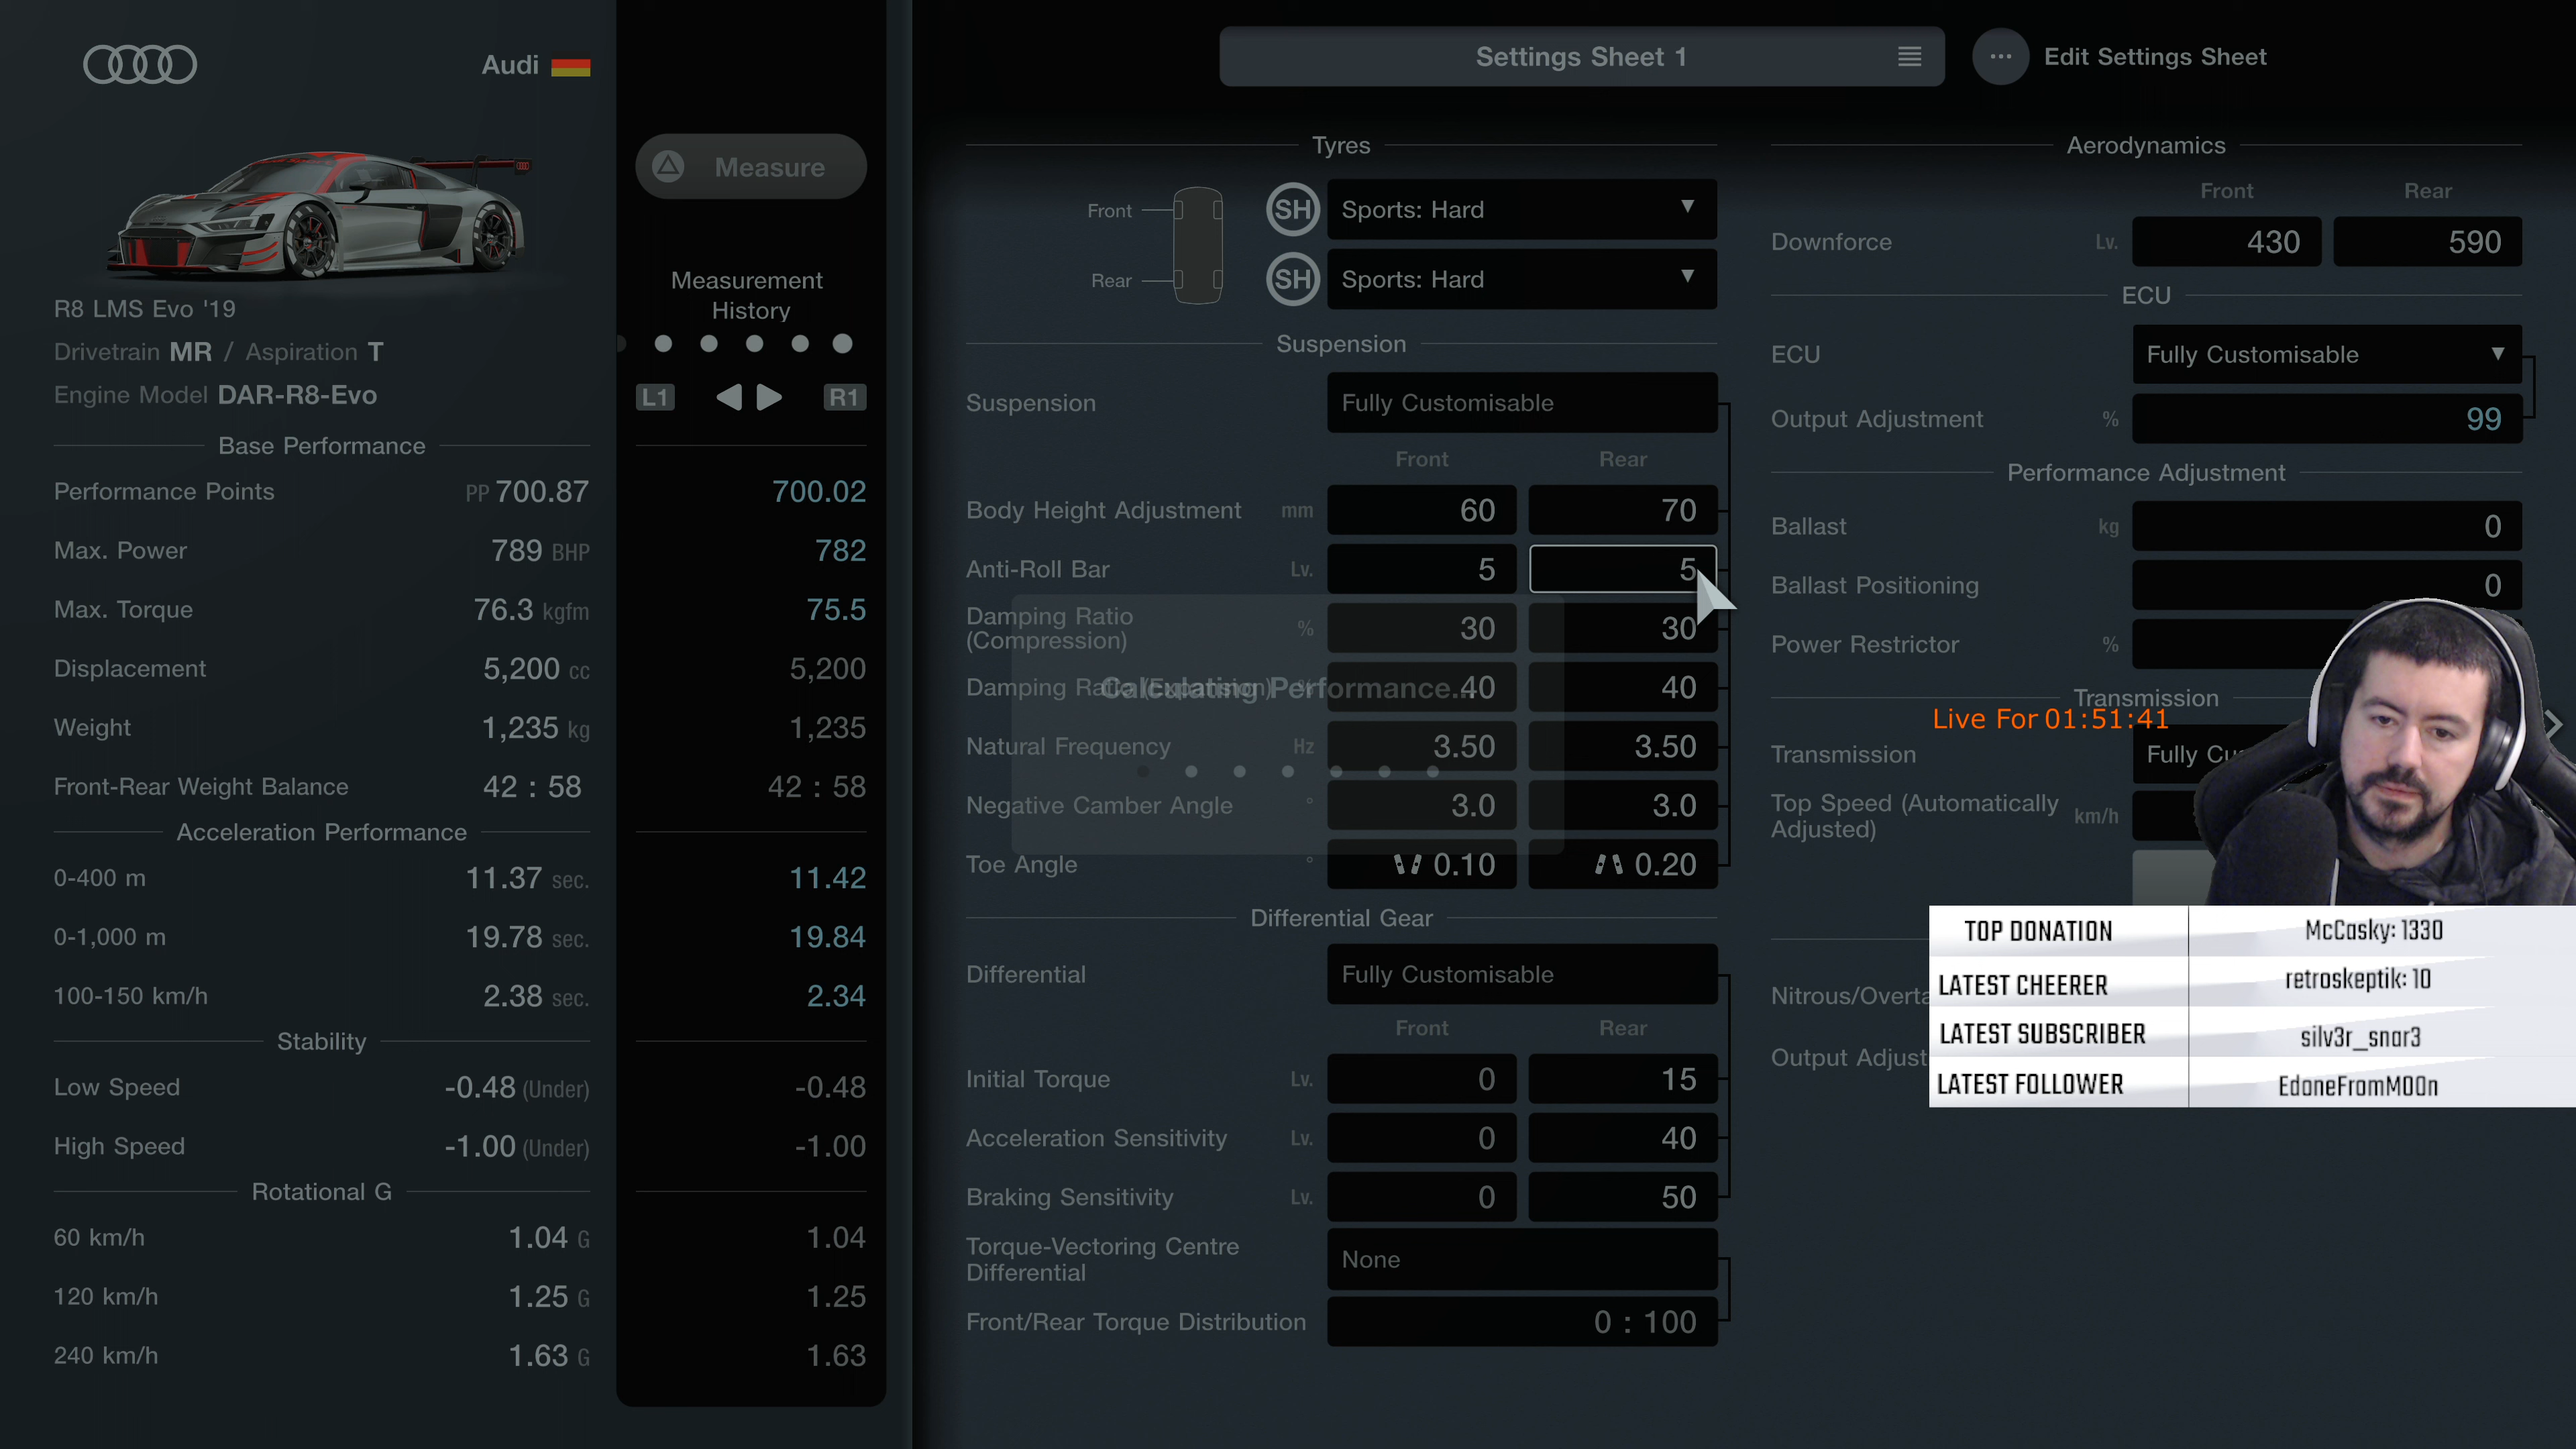 Audi
R8 LMS Evo '19
Drivetrain MR / Aspiration T
Engine Model DAR-R8-Evo
Base Performance
Performance Points PP 700.87 700.02
Max. Power 789 BHP 782
Max. Torque 76.3 kgfm 75.5
Displacement 5,200 cc 5,200
Weight 1,235 kg 1,235
Front-Rear Weight Balance 42 : 58 42 : 58
Acceleration Performance
0-400 m 11.37 sec. 11.42
0-1,000 m 19.78 sec. 19.84
100-150 km/h 2.38 sec. 2.34
Stability
Low Speed -0.48 (Under) -0.48
High Speed -1.00 (Under) -1.00
Rotational G
60 km/h 1.04 G 1.04
120 km/h 1.25 G 1.25
240 km/h 1.63 G 1.63
Measure
Measurement
History
L1 R1
Settings Sheet 1
Edit Settings Sheet
Tyres
Front SH Sports: Hard
Rear SH Sports: Hard
Suspension
Suspension Fully Customisable
Front Rear
Body Height Adjustment mm 60 70
Anti-Roll Bar Lv. 5 5
Damping Ratio
(Compression) % 30 30
Damping Ratio (Expansion) % 40 40
Calculating Performance...
Natural Frequency Hz 3.50 3.50
Negative Camber Angle ° 3.0 3.0
Toe Angle ° 0.10 0.20
Differential Gear
Differential Fully Customisable
Front Rear
Initial Torque Lv. 0 15
Acceleration Sensitivity Lv. 0 40
Braking Sensitivity Lv. 0 50
Torque-Vectoring Centre
Differential None
Front/Rear Torque Distribution 0 : 100
Aerodynamics
Front Rear
Downforce Lv. 430 590
ECU
ECU Fully Customisable
Output Adjustment % 99
Performance Adjustment
Ballast kg 0
Ballast Positioning 0
Power Restrictor %
Transmission
Live For 01:51:41
Transmission Fully
Top Speed (Automatically
Adjusted) km/h
Nitrous/
Output
TOP DONATION McCasky: 1330
LATEST CHEERER retroskeptik: 10
LATEST SUBSCRIBER silv3r_snar3
LATEST FOLLOWER EdaneFromM00n